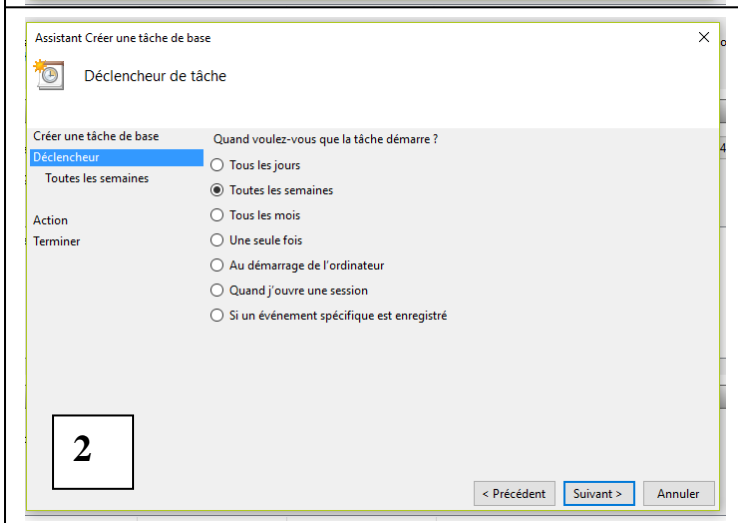 Assistant Créer une tâche de base
Déclencheur de tâche
Créer une tâche de base
Déclencheur
Toutes les semaines
Action
Terminer
Quand voulez-vous que la tâche démarre ?
Tous les jours
Toutes les semaines
Tous les mois
Une seule fois
Au démarrage de l'ordinateur
Quand j'ouvre une session
Si un événement spécifique est enregistré
2
< Précédent
Suivant >
Annuler